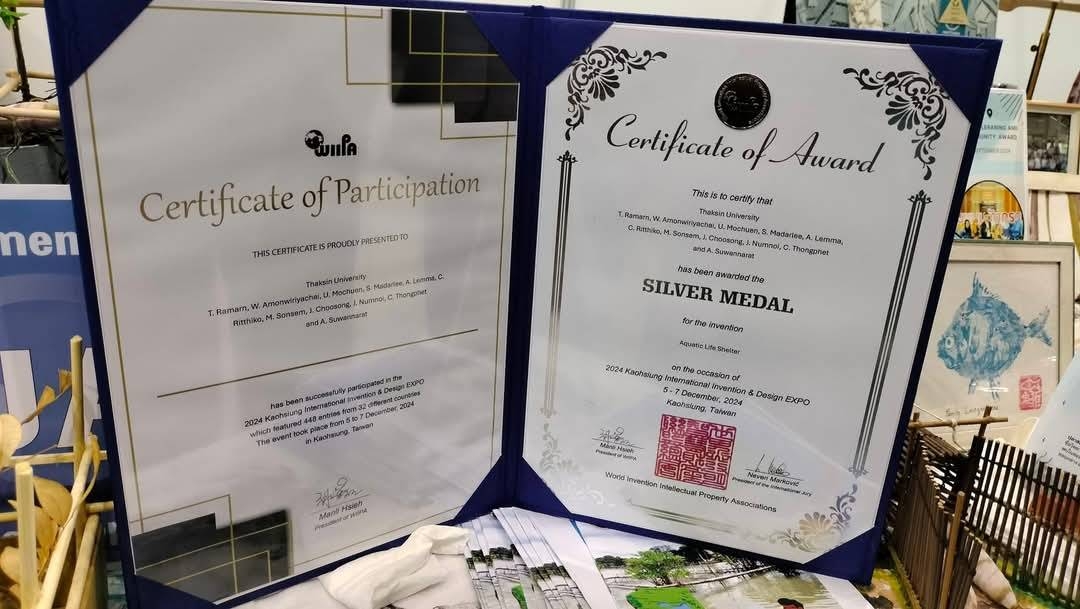 WIIPA
Certificate of Participation
THIS CERTIFICATE IS PROUDLY PRESENTED TO
Thaksin University
T. Ramarn, W. Amonwiriyachai, U. Mochuen, S. Madarlee, A. Lemma, C.
Ritthiko, M. Sonsem, J. Choosong, J. Numnoi, C. Thongphet
and A. Suwannarat
has been successfully participated in the
2024 Kaohsiung International Invention & Design EXPO
which featured 448 entries from 32 different countries
The event took place from 5 to 7 December, 2024
in Kaohsiung, Taiwan
Manli Hsieh
President of WIIPA
Certificate of Award
This is to certify that
Thaksin University
T. Ramarn, W. Amonwiriyachai, U. Mochuen, S. Madarlee, A. Lemma,
C. Ritthiko, M. Sonsem, J. Choosong, J. Numnoi, C. Thongphet
and A. Suwannarat
has been awarded the
SILVER MEDAL
for the invention
Aquatic Life Shelter
on the occasion of
2024 Kaohsiung International Invention & Design EXPO
5 - 7 December, 2024
Kaohsiung, Taiwan
Manli Hsieh
President of WIIPA
Neven Marković
President of the International Jury
World Invention Intellectual Property Associations
men